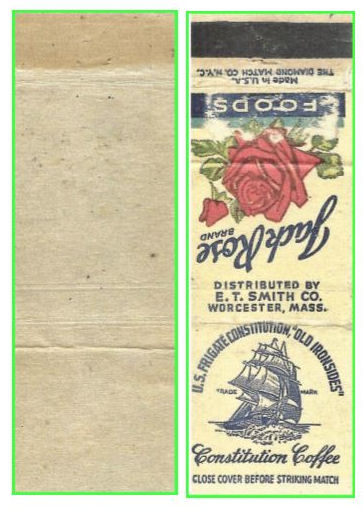 Made in U.S.A.
THE DIAMOND MATCH CO. N.Y.C.
FOODS
Jack Rose
BRAND
DISTRIBUTED BY
E. T. SMITH CO.
WORCESTER, MASS.
U.S. FRIGATE CONSTITUTION, "OLD IRONSIDES"
TRADE MARK
Constitution Coffee
CLOSE COVER BEFORE STRIKING MATCH